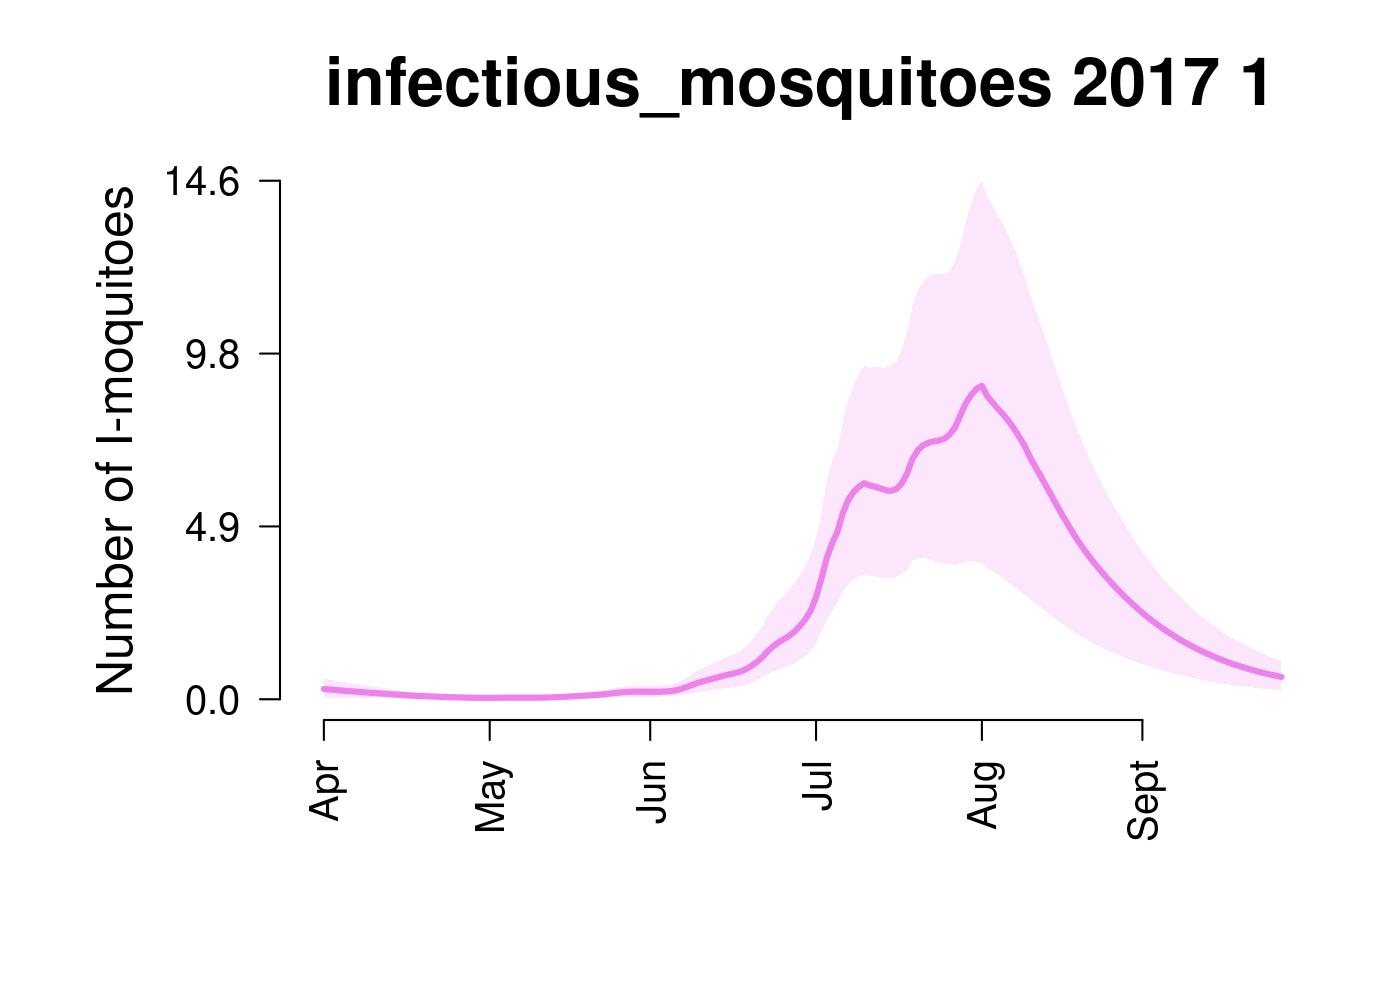 infectious_mosquitoes 2017 1
Number of I-moquitoes
14.6
9.8
4.9
0.0
Apr
May
Jun
Jul
Aug
Sept